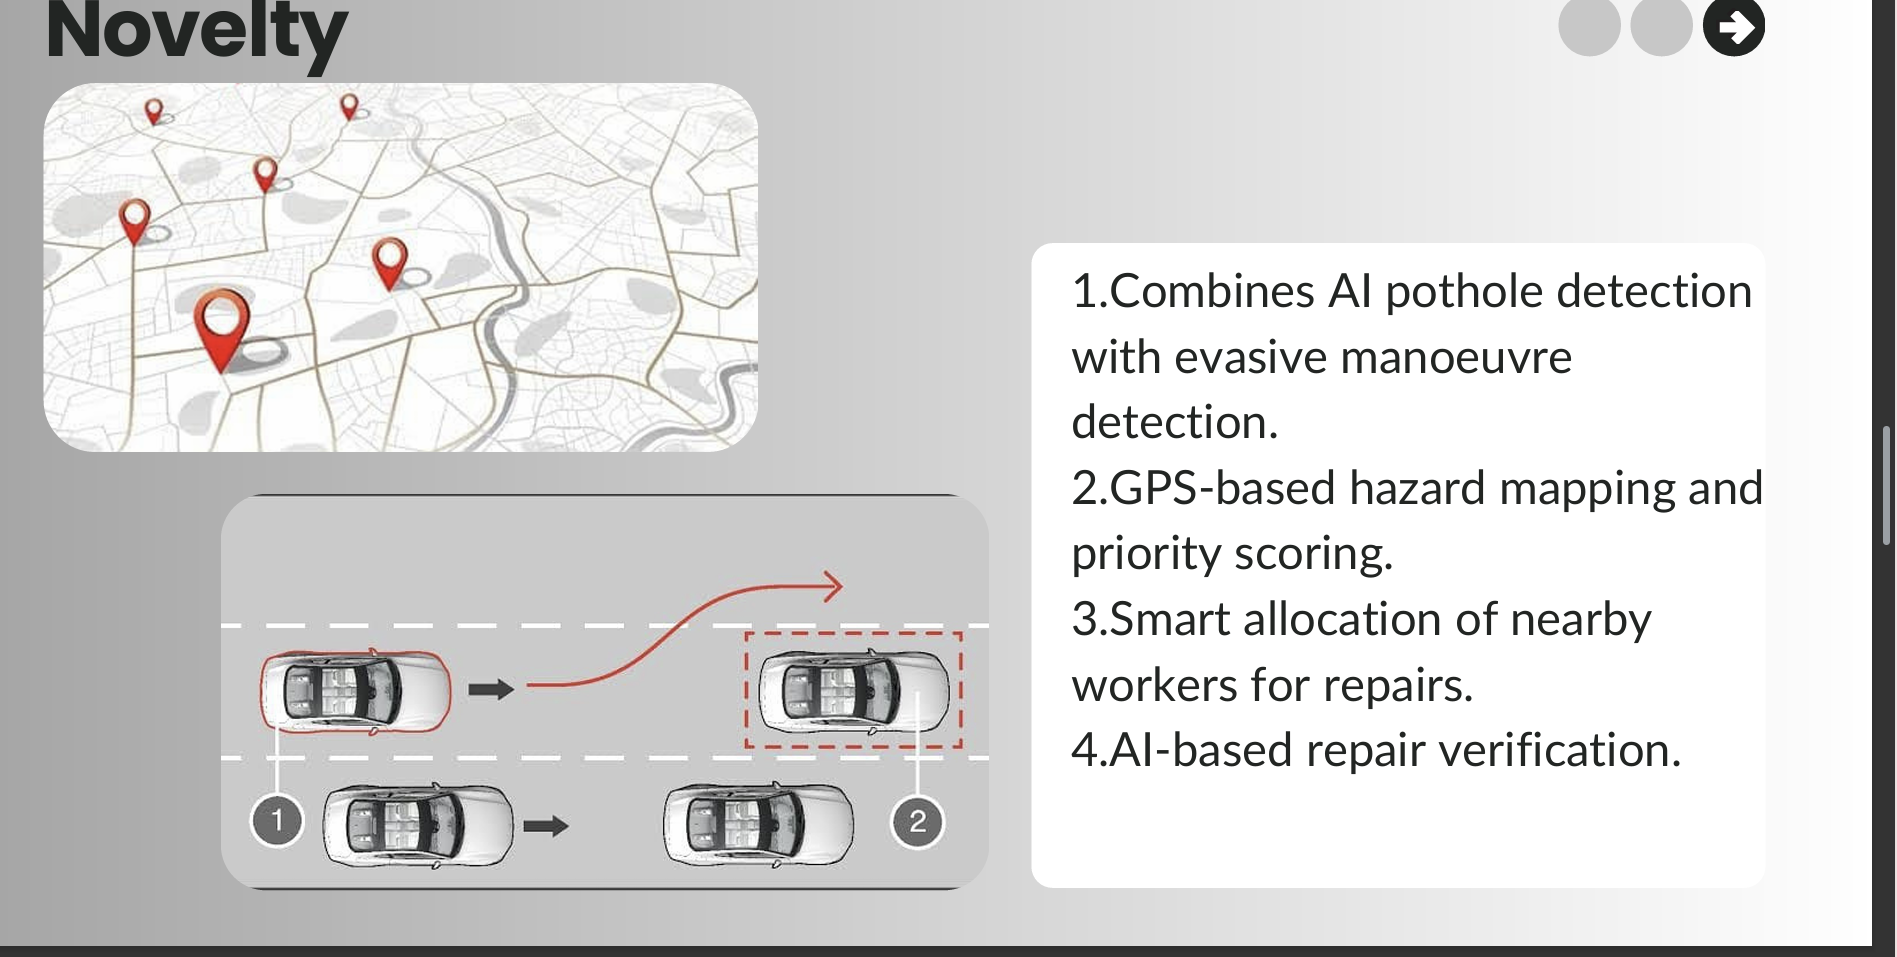 Novelty
1.Combines AI pothole detection
with evasive manoeuvre
detection.
2.GPS-based hazard mapping and
priority scoring.
3.Smart allocation of nearby
workers for repairs.
4.AI-based repair verification.
1
2